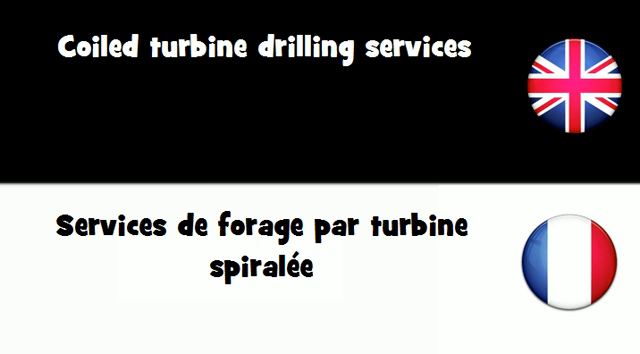 Coiled turbine drilling services
Services de forage par turbine
spiralée